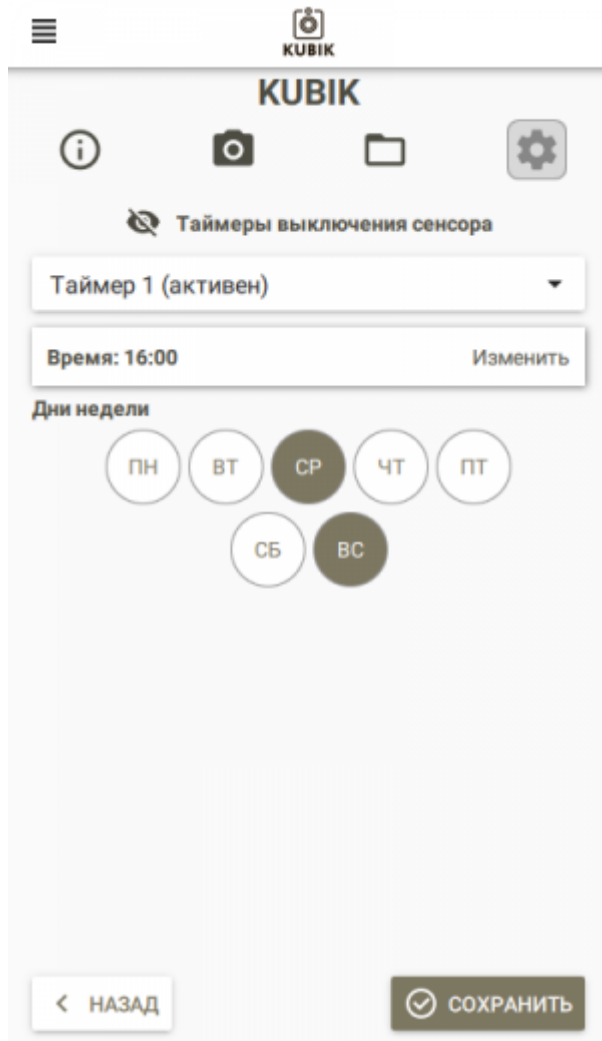 KUBIK
KUBIK
Таймеры выключения сенсора
Таймер 1 (активен)
Время: 16:00 Изменить
Дни недели
ПН ВТ СР ЧТ ПТ
СБ ВС
НАЗАД СОХРАНИТЬ